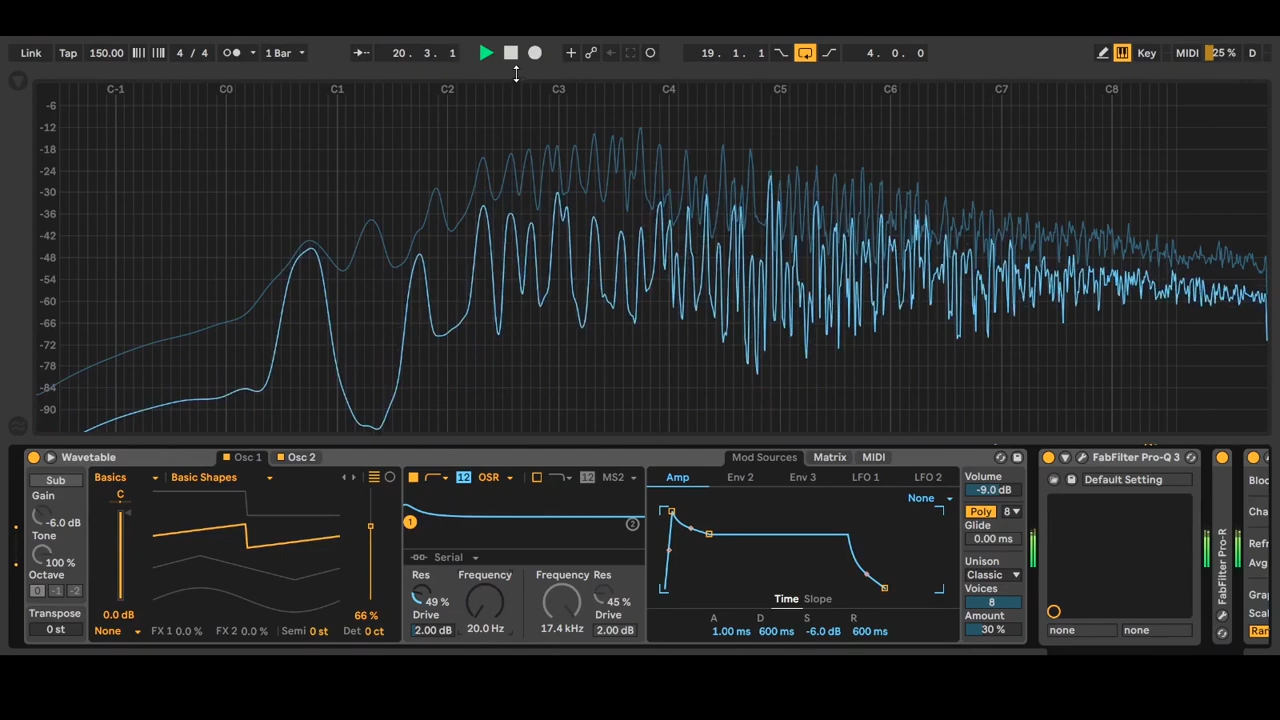 Link Tap 150.00 4 / 4 1 Bar 20. 3. 1 19. 1. 1 4. 0. 0 Key MIDI 25 % D
C-1 C0 C1 C2 C3 C4 C5 C6 C7 C8
-6
-12
-18
-24
-30
-36
-42
-48
-54
-60
-66
-72
-78
-84
-90
Wavetable Osc 1 Osc 2 Mod Sources Matrix MIDI FabFilter Pro-Q 3
Sub Basics Basic Shapes 12 OSR 12 MS2 Amp Env 2 Env 3 LFO 1 LFO 2 Volume Default Setting
Gain C None -9.0 dB
-6.0 dB 1 2 Poly 8
Tone Glide
100 % Serial 0.00 ms
Octave Res Frequency Frequency Res Unison
0 -1 -2 49 % 45 % Classic
Transpose 0.0 dB 66 % Drive Drive Time Slope Voices
0 st None FX 1 0.0 % FX 2 0.0 % Semi 0 st Det 0 ct 2.00 dB 20.0 Hz 17.4 kHz 2.00 dB 8
A D S R Amount
1.00 ms 600 ms -6.0 dB 600 ms 30 % none none
FabFilter Pro-R